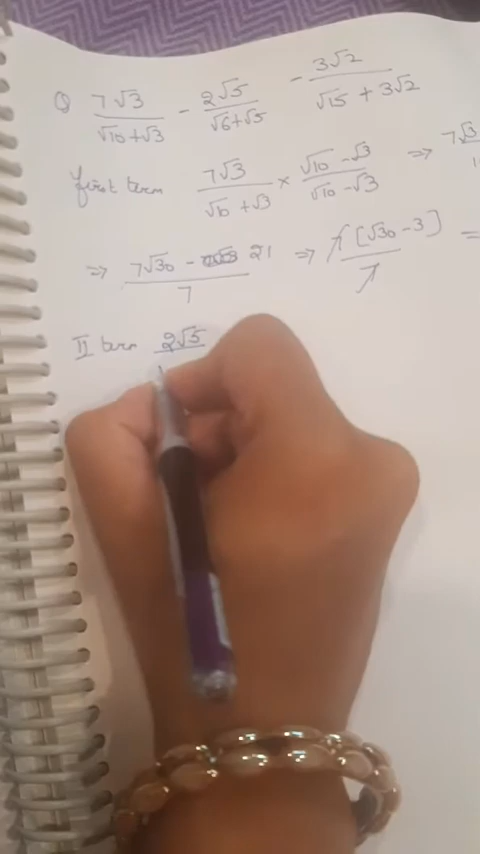 Q 7√3/(√10+√3) - 2√5/(√6+√5) - 3√2/(√15+3√2)
first term 7√3/(√10+√3) × (√10-√3)/(√10-√3) ⇒ 7√3
⇒ (7√30 - 21)/7 ⇒ 7[√30-3]/7 =
II term 2√5